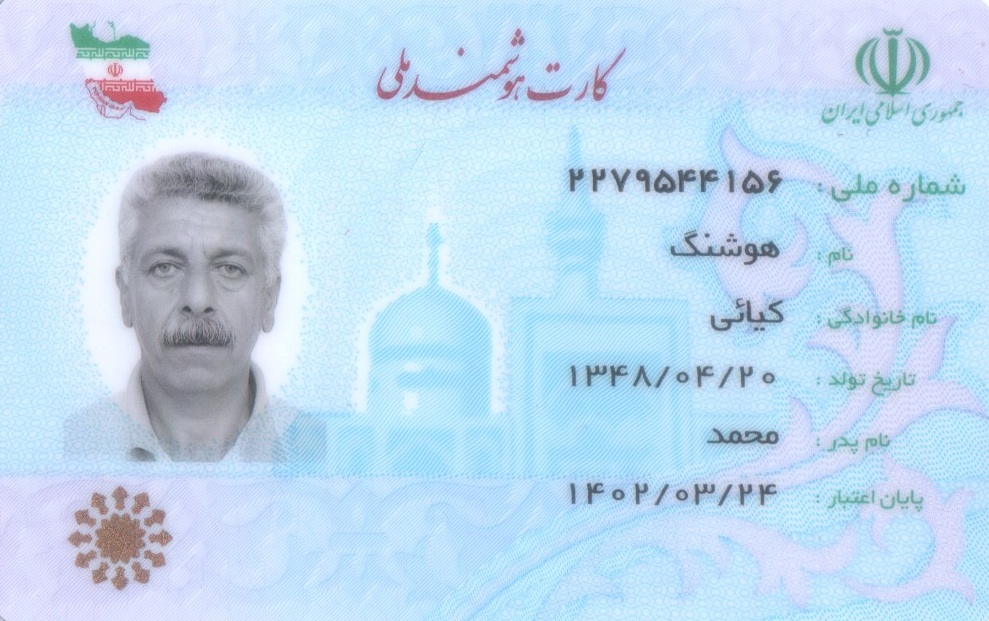 کارت هوشمند ملی
جمهوری اسلامی ایران
شماره ملی : ۲۲۷۹۵۴۴۱۵۶
نام : هوشنگ
نام خانوادگی : کیائی
تاریخ تولد : ۱۳۴۸/۰۴/۲۰
نام پدر : محمد
پایان اعتبار : ۱۴۰۲/۰۳/۲۴